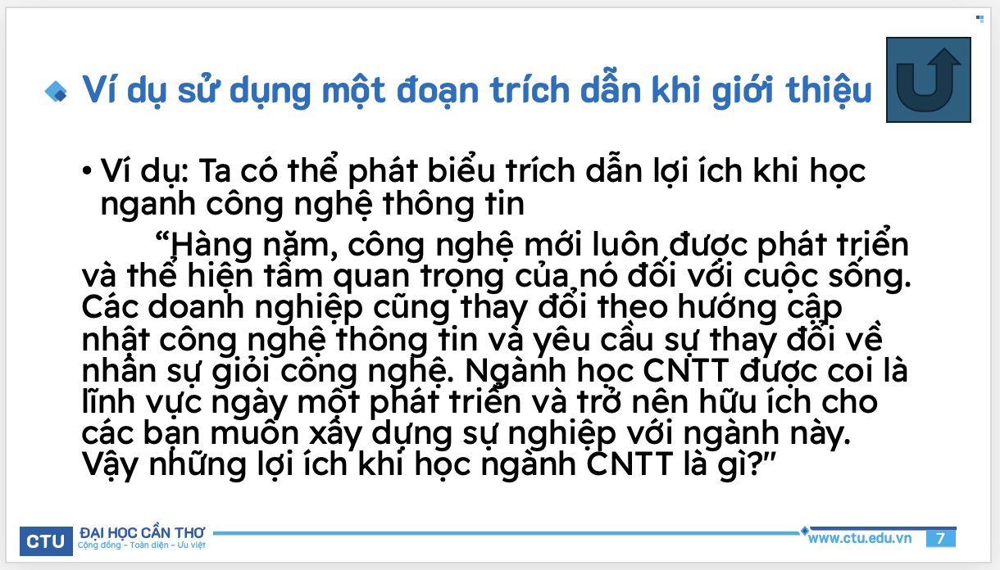 Ví dụ sử dụng một đoạn trích dẫn khi giới thiệu
• Ví dụ: Ta có thể phát biểu trích dẫn lợi ích khi học
nganh công nghệ thông tin
“Hàng năm, công nghệ mới luôn được phát triển
và thể hiện tầm quan trọng của nó đối với cuộc sống.
Các doanh nghiệp cũng thay đổi theo hướng cập
nhật công nghệ thông tin và yêu cầu sự thay đổi về
nhân sự giỏi công nghệ. Ngành học CNTT được coi là
lĩnh vực ngày một phát triển và trở nên hữu ích cho
các bạn muốn xây dựng sự nghiệp với ngành này.
Vậy những lợi ích khi học ngành CNTT là gì?"
CTU
ĐẠI HỌC CẦN THƠ
Cộng đồng – Toàn diện – Ưu việt
www.ctu.edu.vn
7